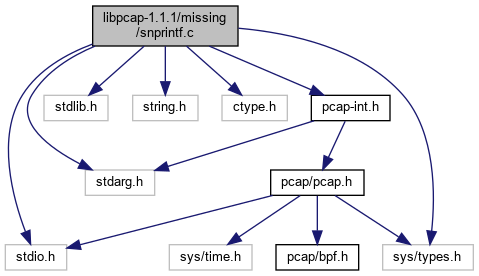 libpcap-1.1.1/missing
/snprintf.c
stdlib.h
string.h
ctype.h
pcap-int.h
stdarg.h
pcap/pcap.h
stdio.h
sys/time.h
pcap/bpf.h
sys/types.h